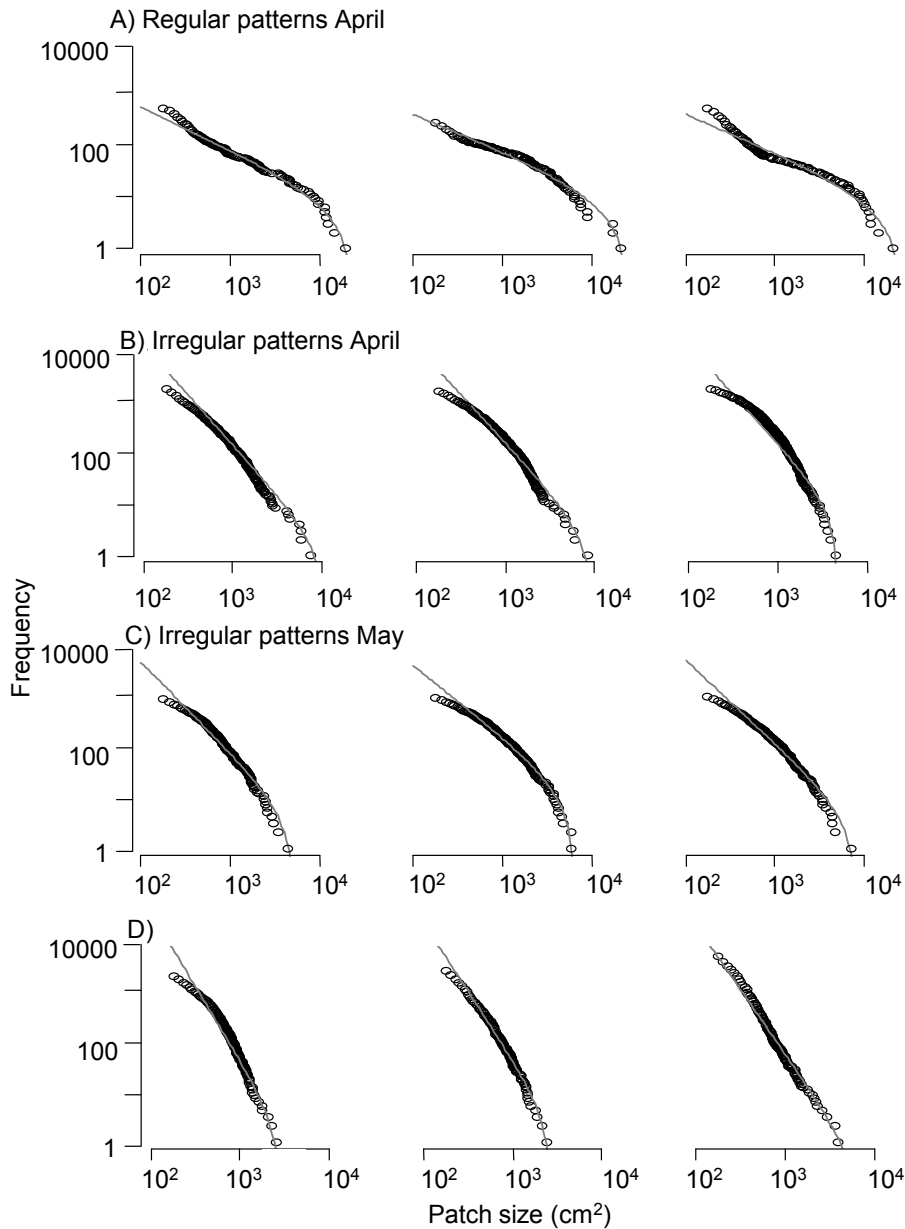 A) Regular patterns April
10000
100
1
10² 10³ 10⁴ 10² 10³ 10⁴ 10² 10³ 10⁴
B) Irregular patterns April
10000
100
1
10² 10³ 10⁴ 10² 10³ 10⁴ 10² 10³ 10⁴
Frequency
C) Irregular patterns May
10000
100
1
10² 10³ 10⁴ 10² 10³ 10⁴ 10² 10³ 10⁴
D)
10000
100
1
10² 10³ 10⁴ 10² 10³ 10⁴ 10² 10³ 10⁴
Patch size (cm²)